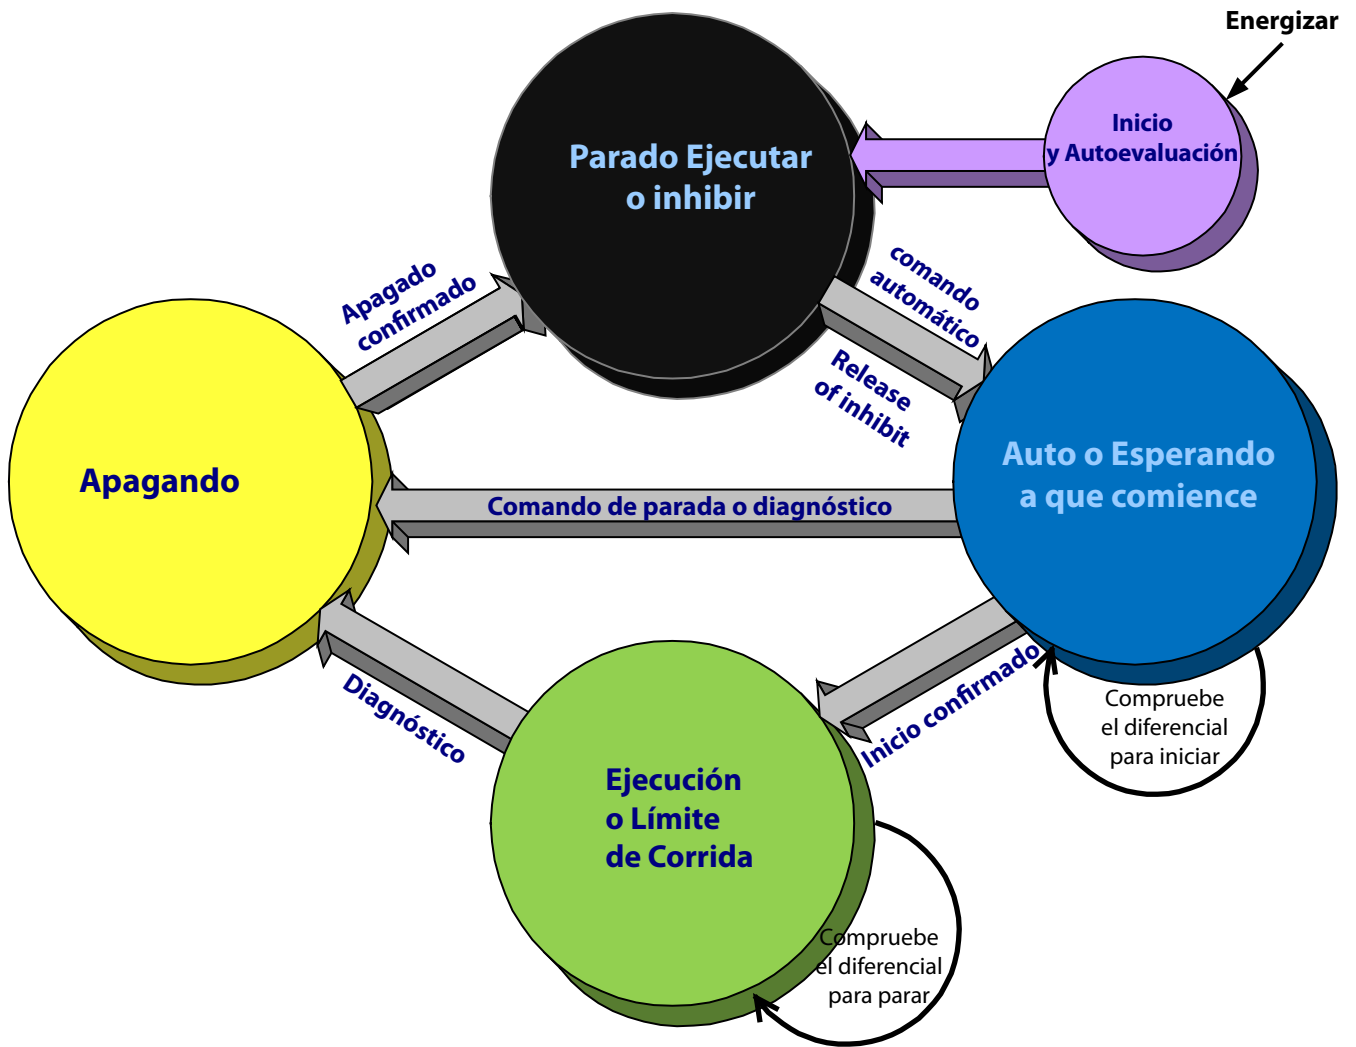 Energizar
Inicio
y Autoevaluación
Parado Ejecutar
o inhibir
Apagado
confirmado
comando
automático
Release
of inhibit
Apagando
Comando de parada o diagnóstico
Auto o Esperando
a que comience
Diagnóstico
Inicio confirmado
Compruebe
el diferencial
para iniciar
Ejecución
o Límite
de Corrida
Compruebe
el diferencial
para parar